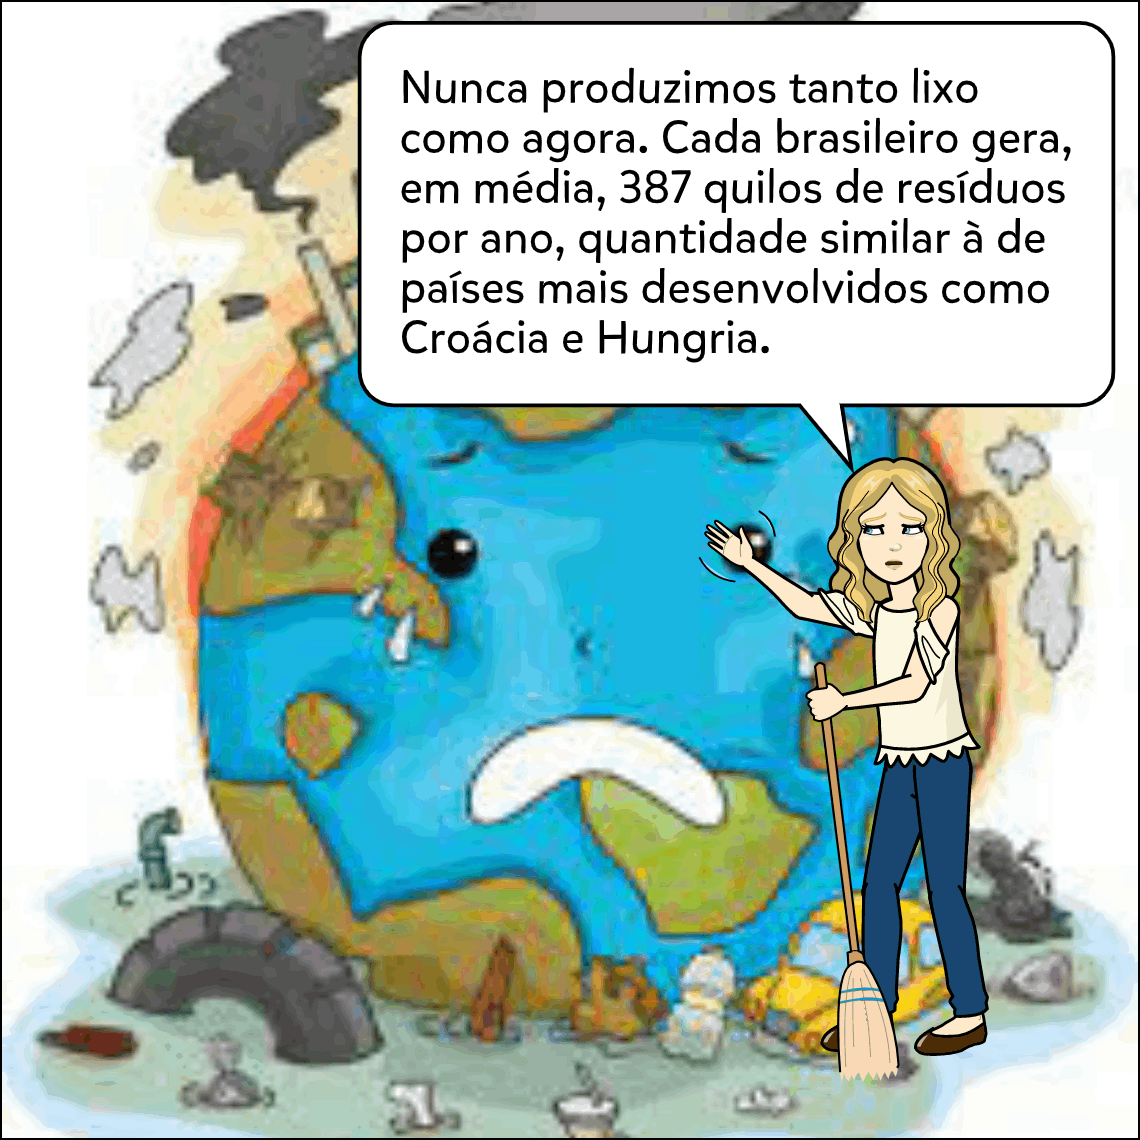 Nunca produzimos tanto lixo
como agora. Cada brasileiro gera,
em média, 387 quilos de resíduos
por ano, quantidade similar à de
países mais desenvolvidos como
Croácia e Hungria.